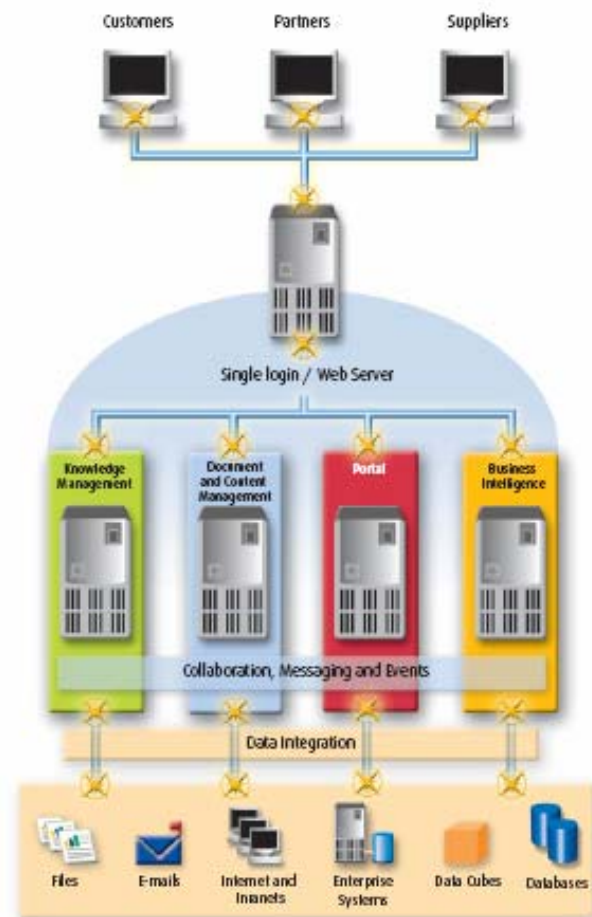 Customers
Partners
Suppliers
Single login / Web Server
Knowledge
Management
Document
and Content
Management
Portal
Business
Intelligence
Collaboration, Messaging and Events
Data Integration
Files
E-mails
Internet and
Intranets
Enterprise
Systems
Data Cubes
Databases